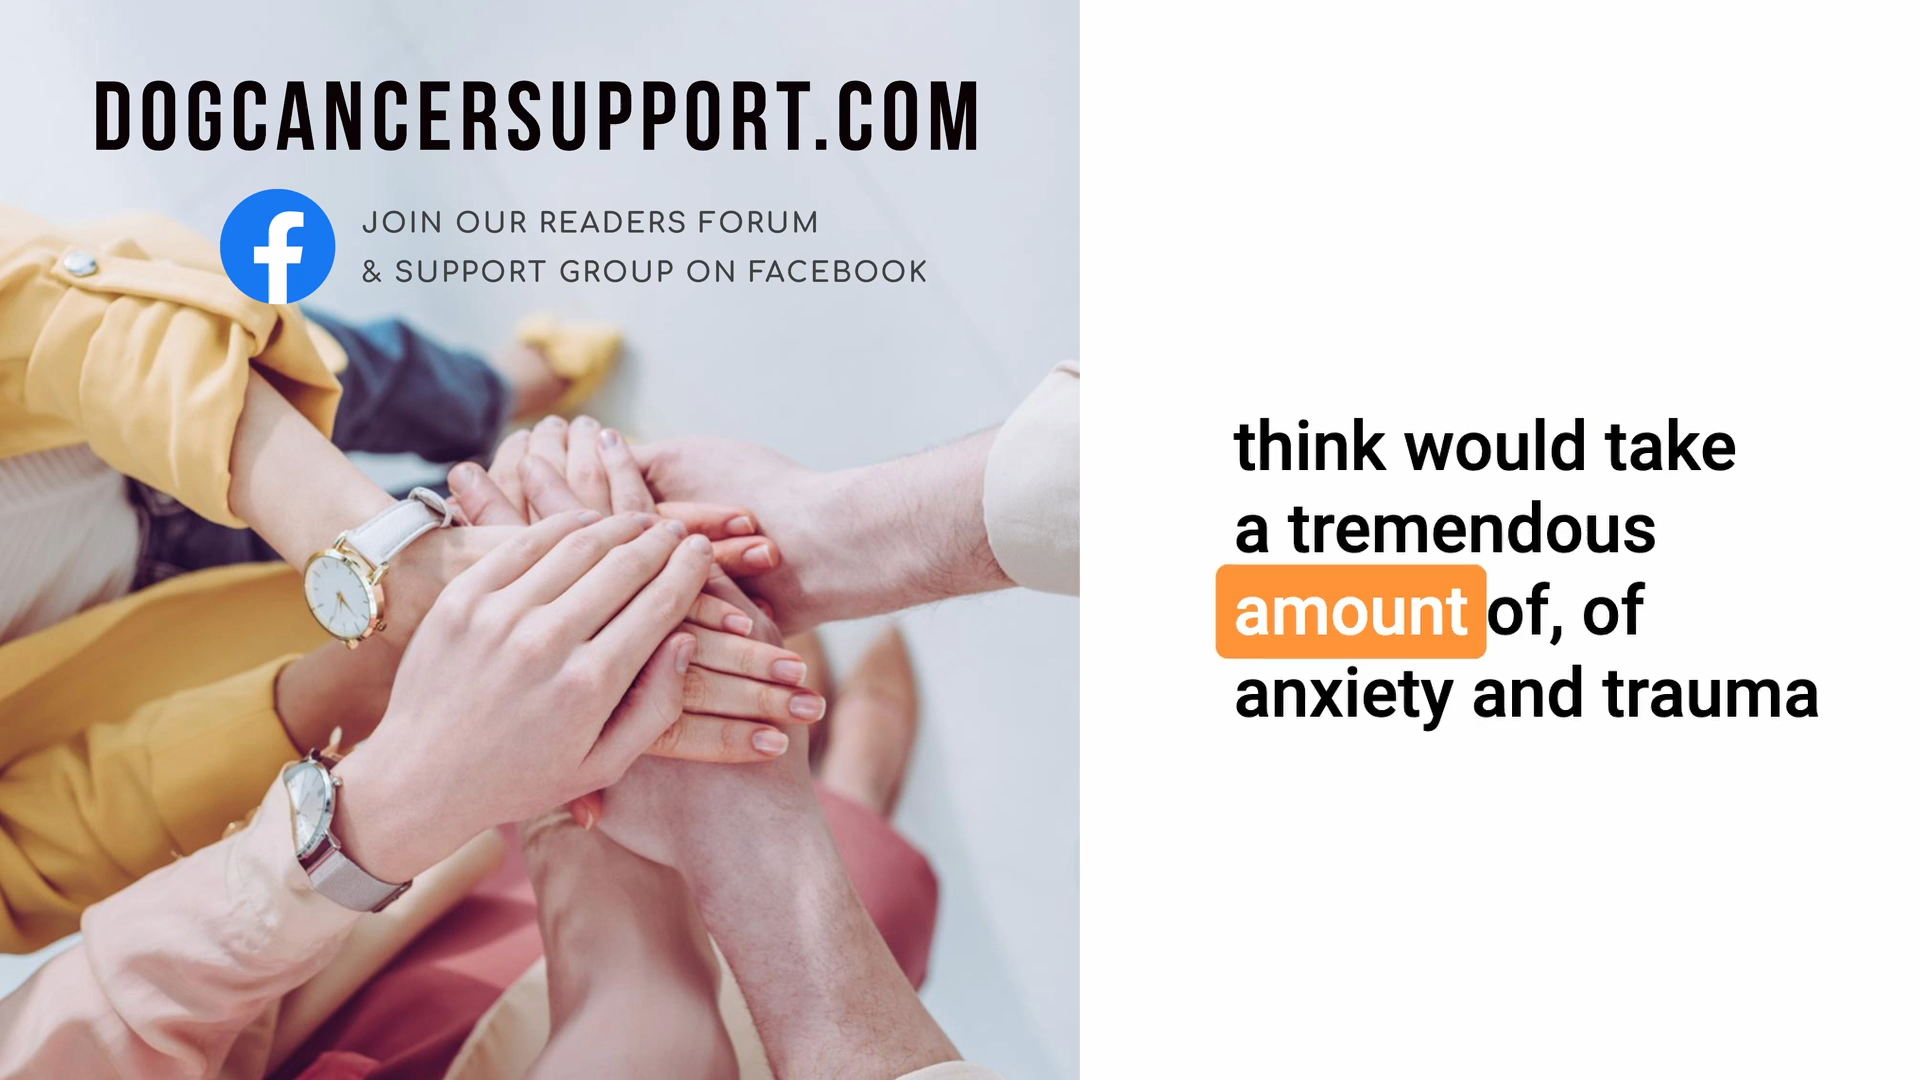 DOGCANCERSUPPORT.COM
JOIN OUR READERS FORUM
& SUPPORT GROUP ON FACEBOOK
think would take
a tremendous
amount of, of
anxiety and trauma